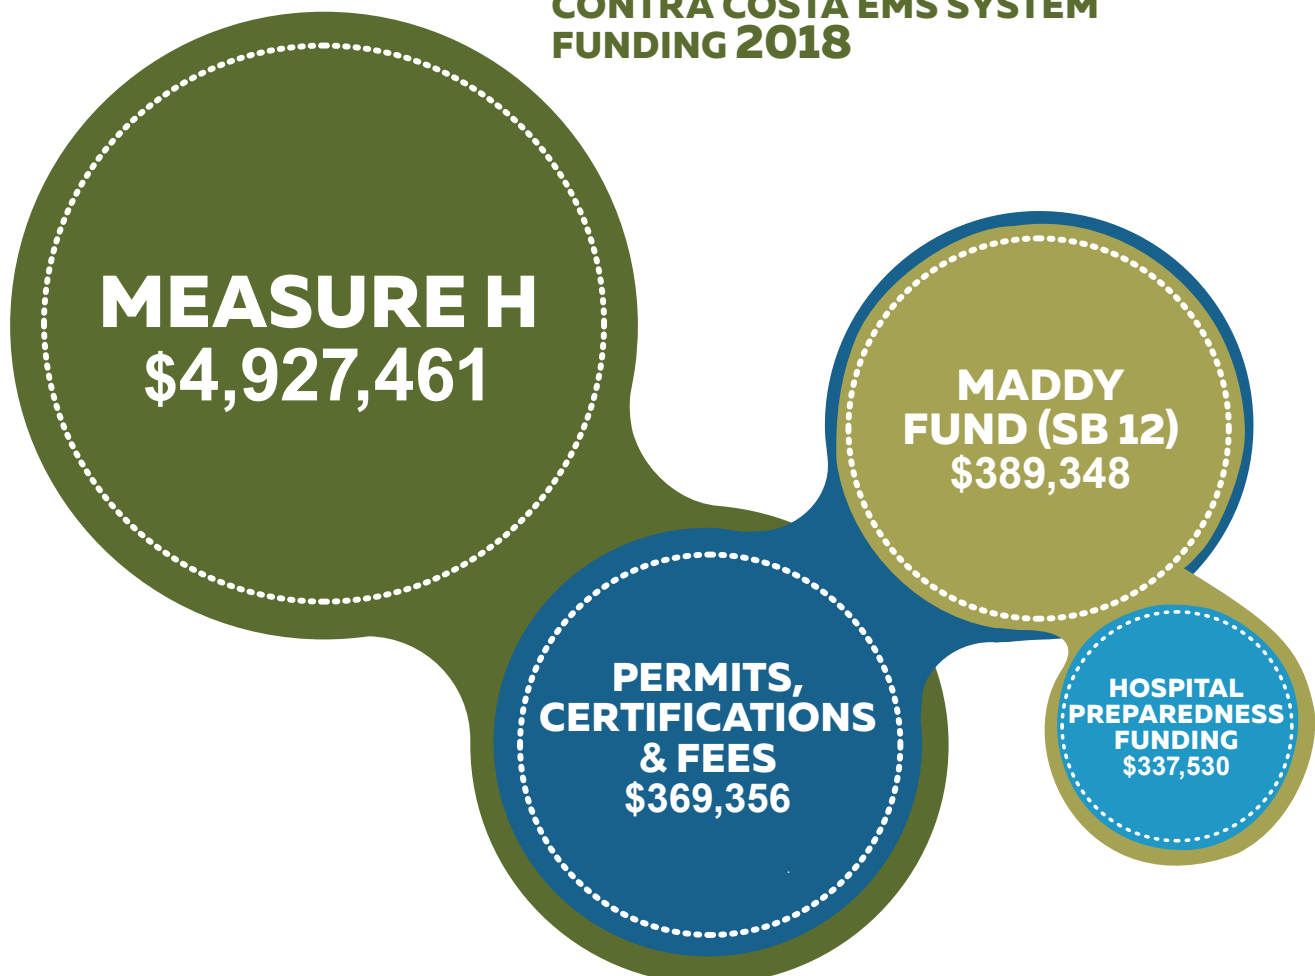 CONTRA COSTA EMS SYSTEM
FUNDING 2018
MEASURE H
$4,927,461
MADDY
FUND (SB 12)
$389,348
PERMITS,
CERTIFICATIONS
& FEES
$369,356
HOSPITAL
PREPAREDNESS
FUNDING
$337,530